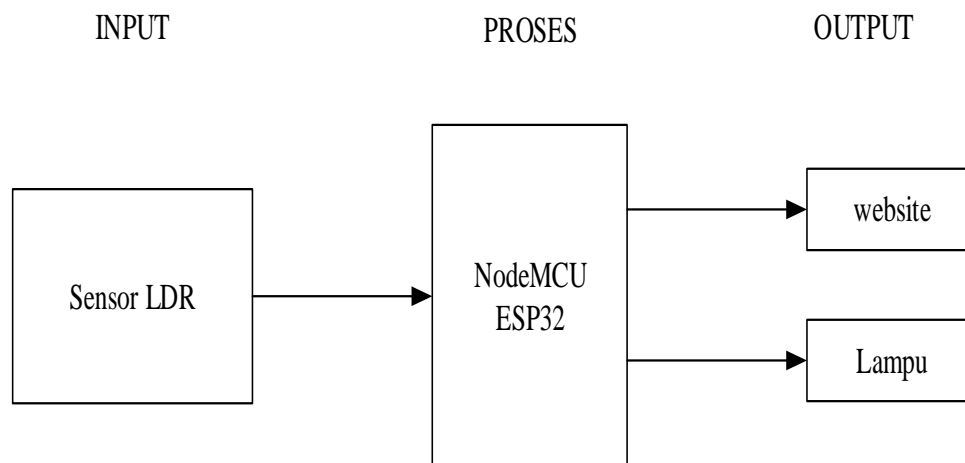 INPUT
PROSES
OUTPUT
Sensor LDR
NodeMCU
ESP32
website
Lampu